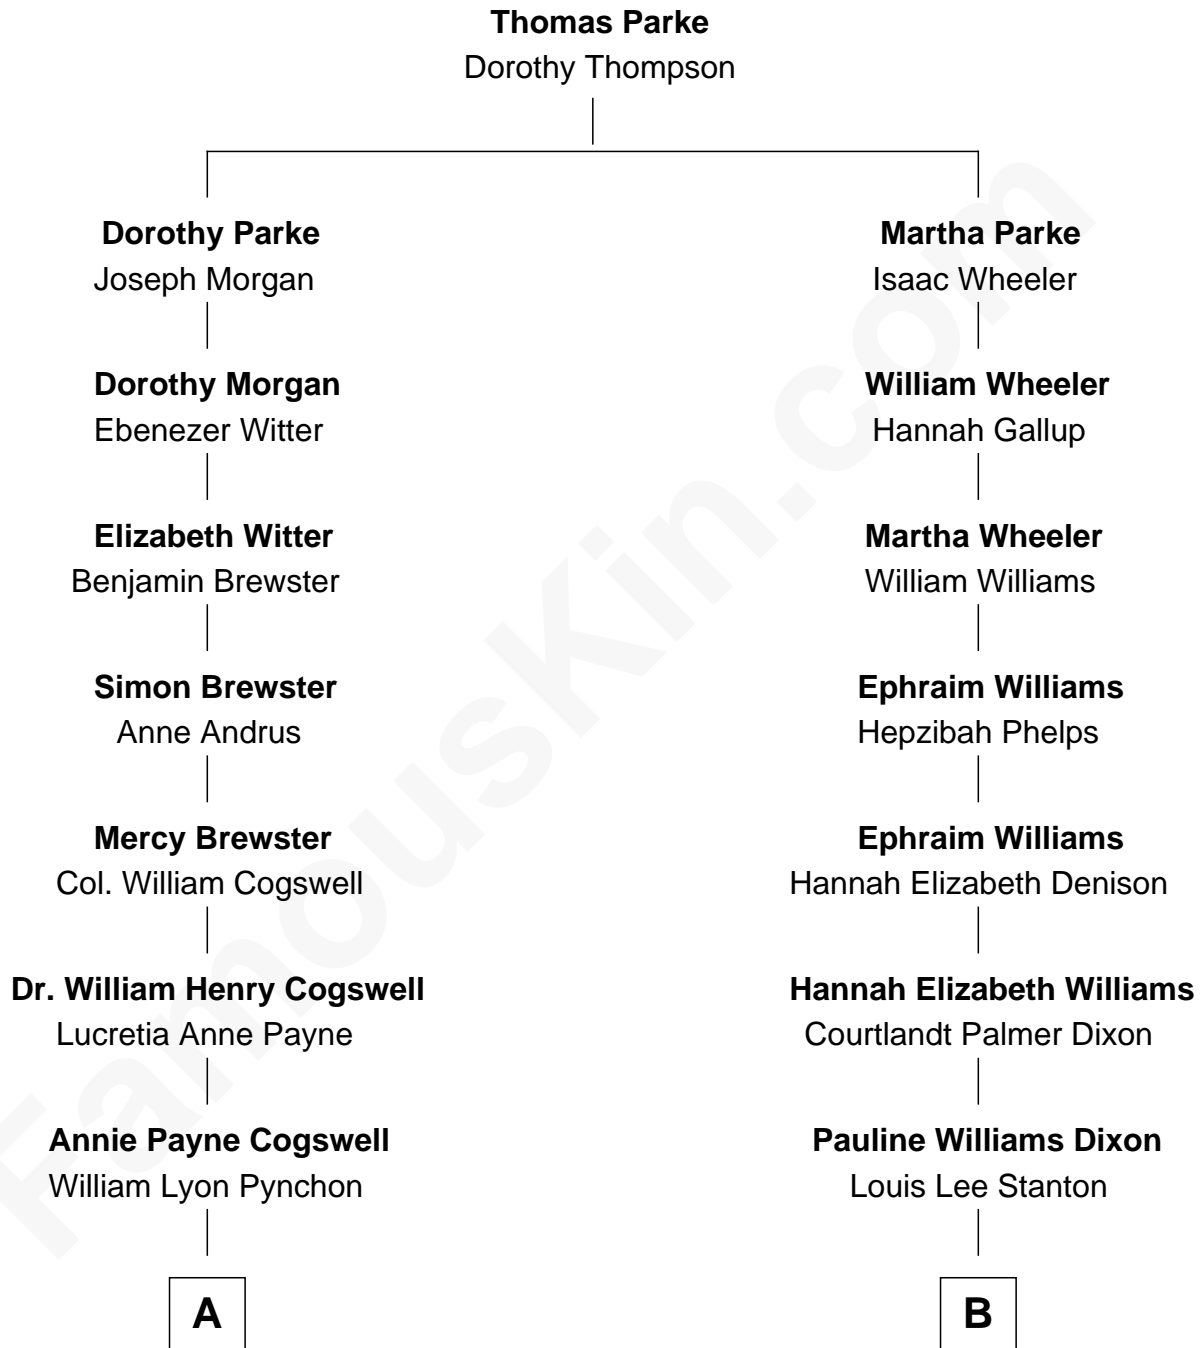 Thomas Parke
Dorothy Thompson
Dorothy Parke
Joseph Morgan
Martha Parke
Isaac Wheeler
Dorothy Morgan
Ebenezer Witter
William Wheeler
Hannah Gallup
Elizabeth Witter
Benjamin Brewster
Martha Wheeler
William Williams
Simon Brewster
Anne Andrus
Ephraim Williams
Hepzibah Phelps
Mercy Brewster
Col. William Cogswell
Ephraim Williams
Hannah Elizabeth Denison
Dr. William Henry Cogswell
Lucretia Anne Payne
Hannah Elizabeth Williams
Courtlandt Palmer Dixon
Annie Payne Cogswell
William Lyon Pynchon
Pauline Williams Dixon
Louis Lee Stanton
A
B
FamousKin.com